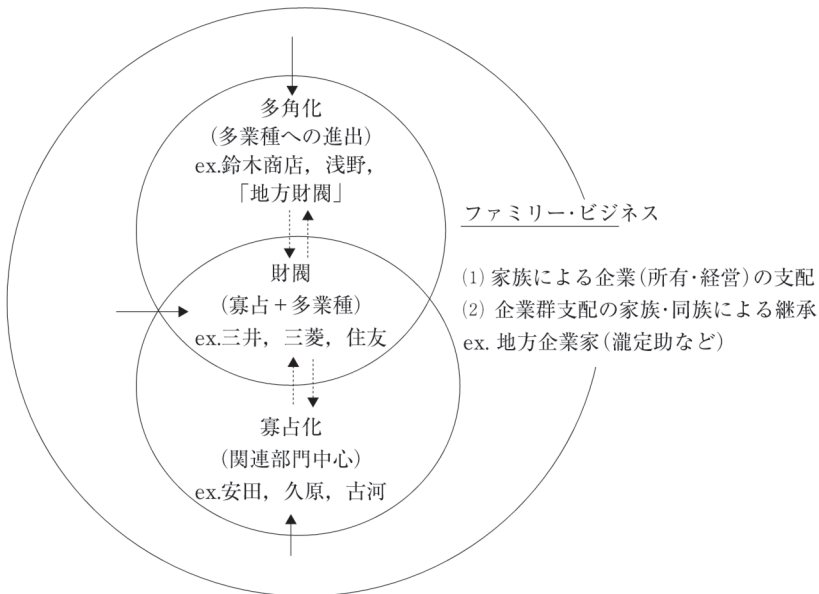 多角化
(多業種への進出)
ex.鈴木商店，浅野，
「地方財閥」
財閥
(寡占＋多業種)
ex.三井，三菱，住友
寡占化
(関連部門中心)
ex.安田，久原，古河
ファミリー･ビジネス
(1) 家族による企業(所有･経営)の支配
(2) 企業群支配の家族･同族による継承
ex. 地方企業家(瀧定助など)